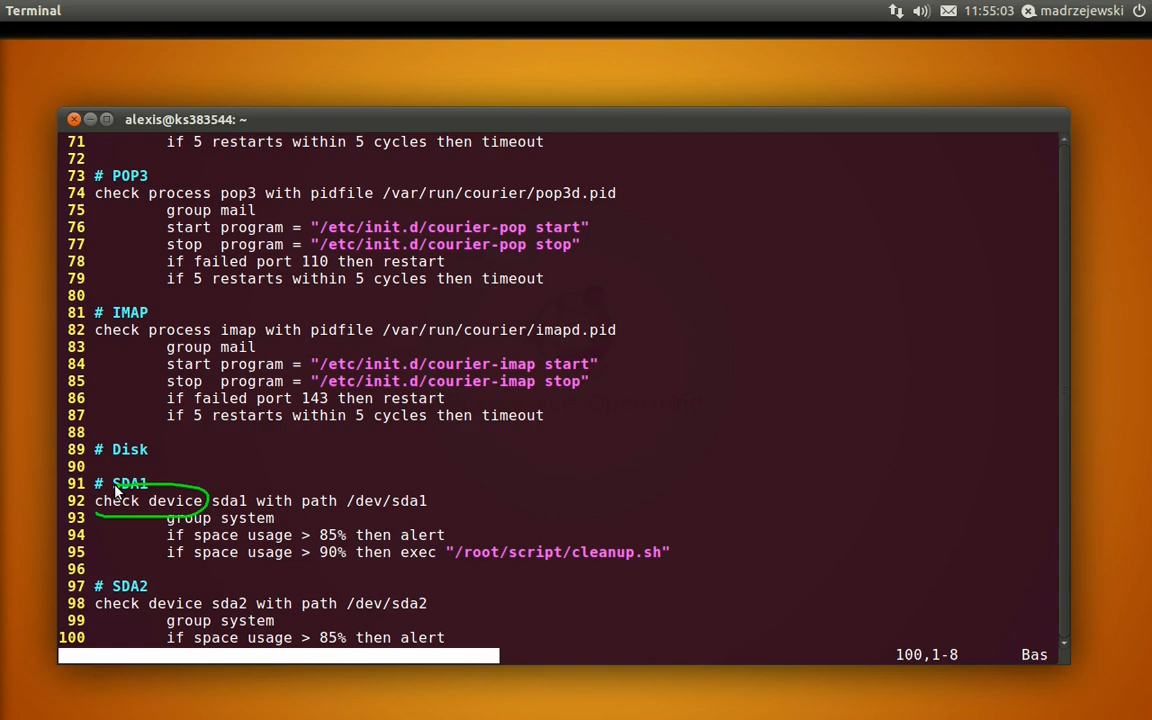 Terminal
11:55:03 madrzejewski
alexis@ks383544: ~
71 if 5 restarts within 5 cycles then timeout
72
73 # POP3
74 check process pop3 with pidfile /var/run/courier/pop3d.pid
75 group mail
76 start program = "/etc/init.d/courier-pop start"
77 stop program = "/etc/init.d/courier-pop stop"
78 if failed port 110 then restart
79 if 5 restarts within 5 cycles then timeout
80
81 # IMAP
82 check process imap with pidfile /var/run/courier/imapd.pid
83 group mail
84 start program = "/etc/init.d/courier-imap start"
85 stop program = "/etc/init.d/courier-imap stop"
86 if failed port 143 then restart
87 if 5 restarts within 5 cycles then timeout
88
89 # Disk
90
91 # SDA1
92 check device sda1 with path /dev/sda1
93 group system
94 if space usage > 85% then alert
95 if space usage > 90% then exec "/root/script/cleanup.sh"
96
97 # SDA2
98 check device sda2 with path /dev/sda2
99 group system
100 if space usage > 85% then alert
100,1-8 Bas